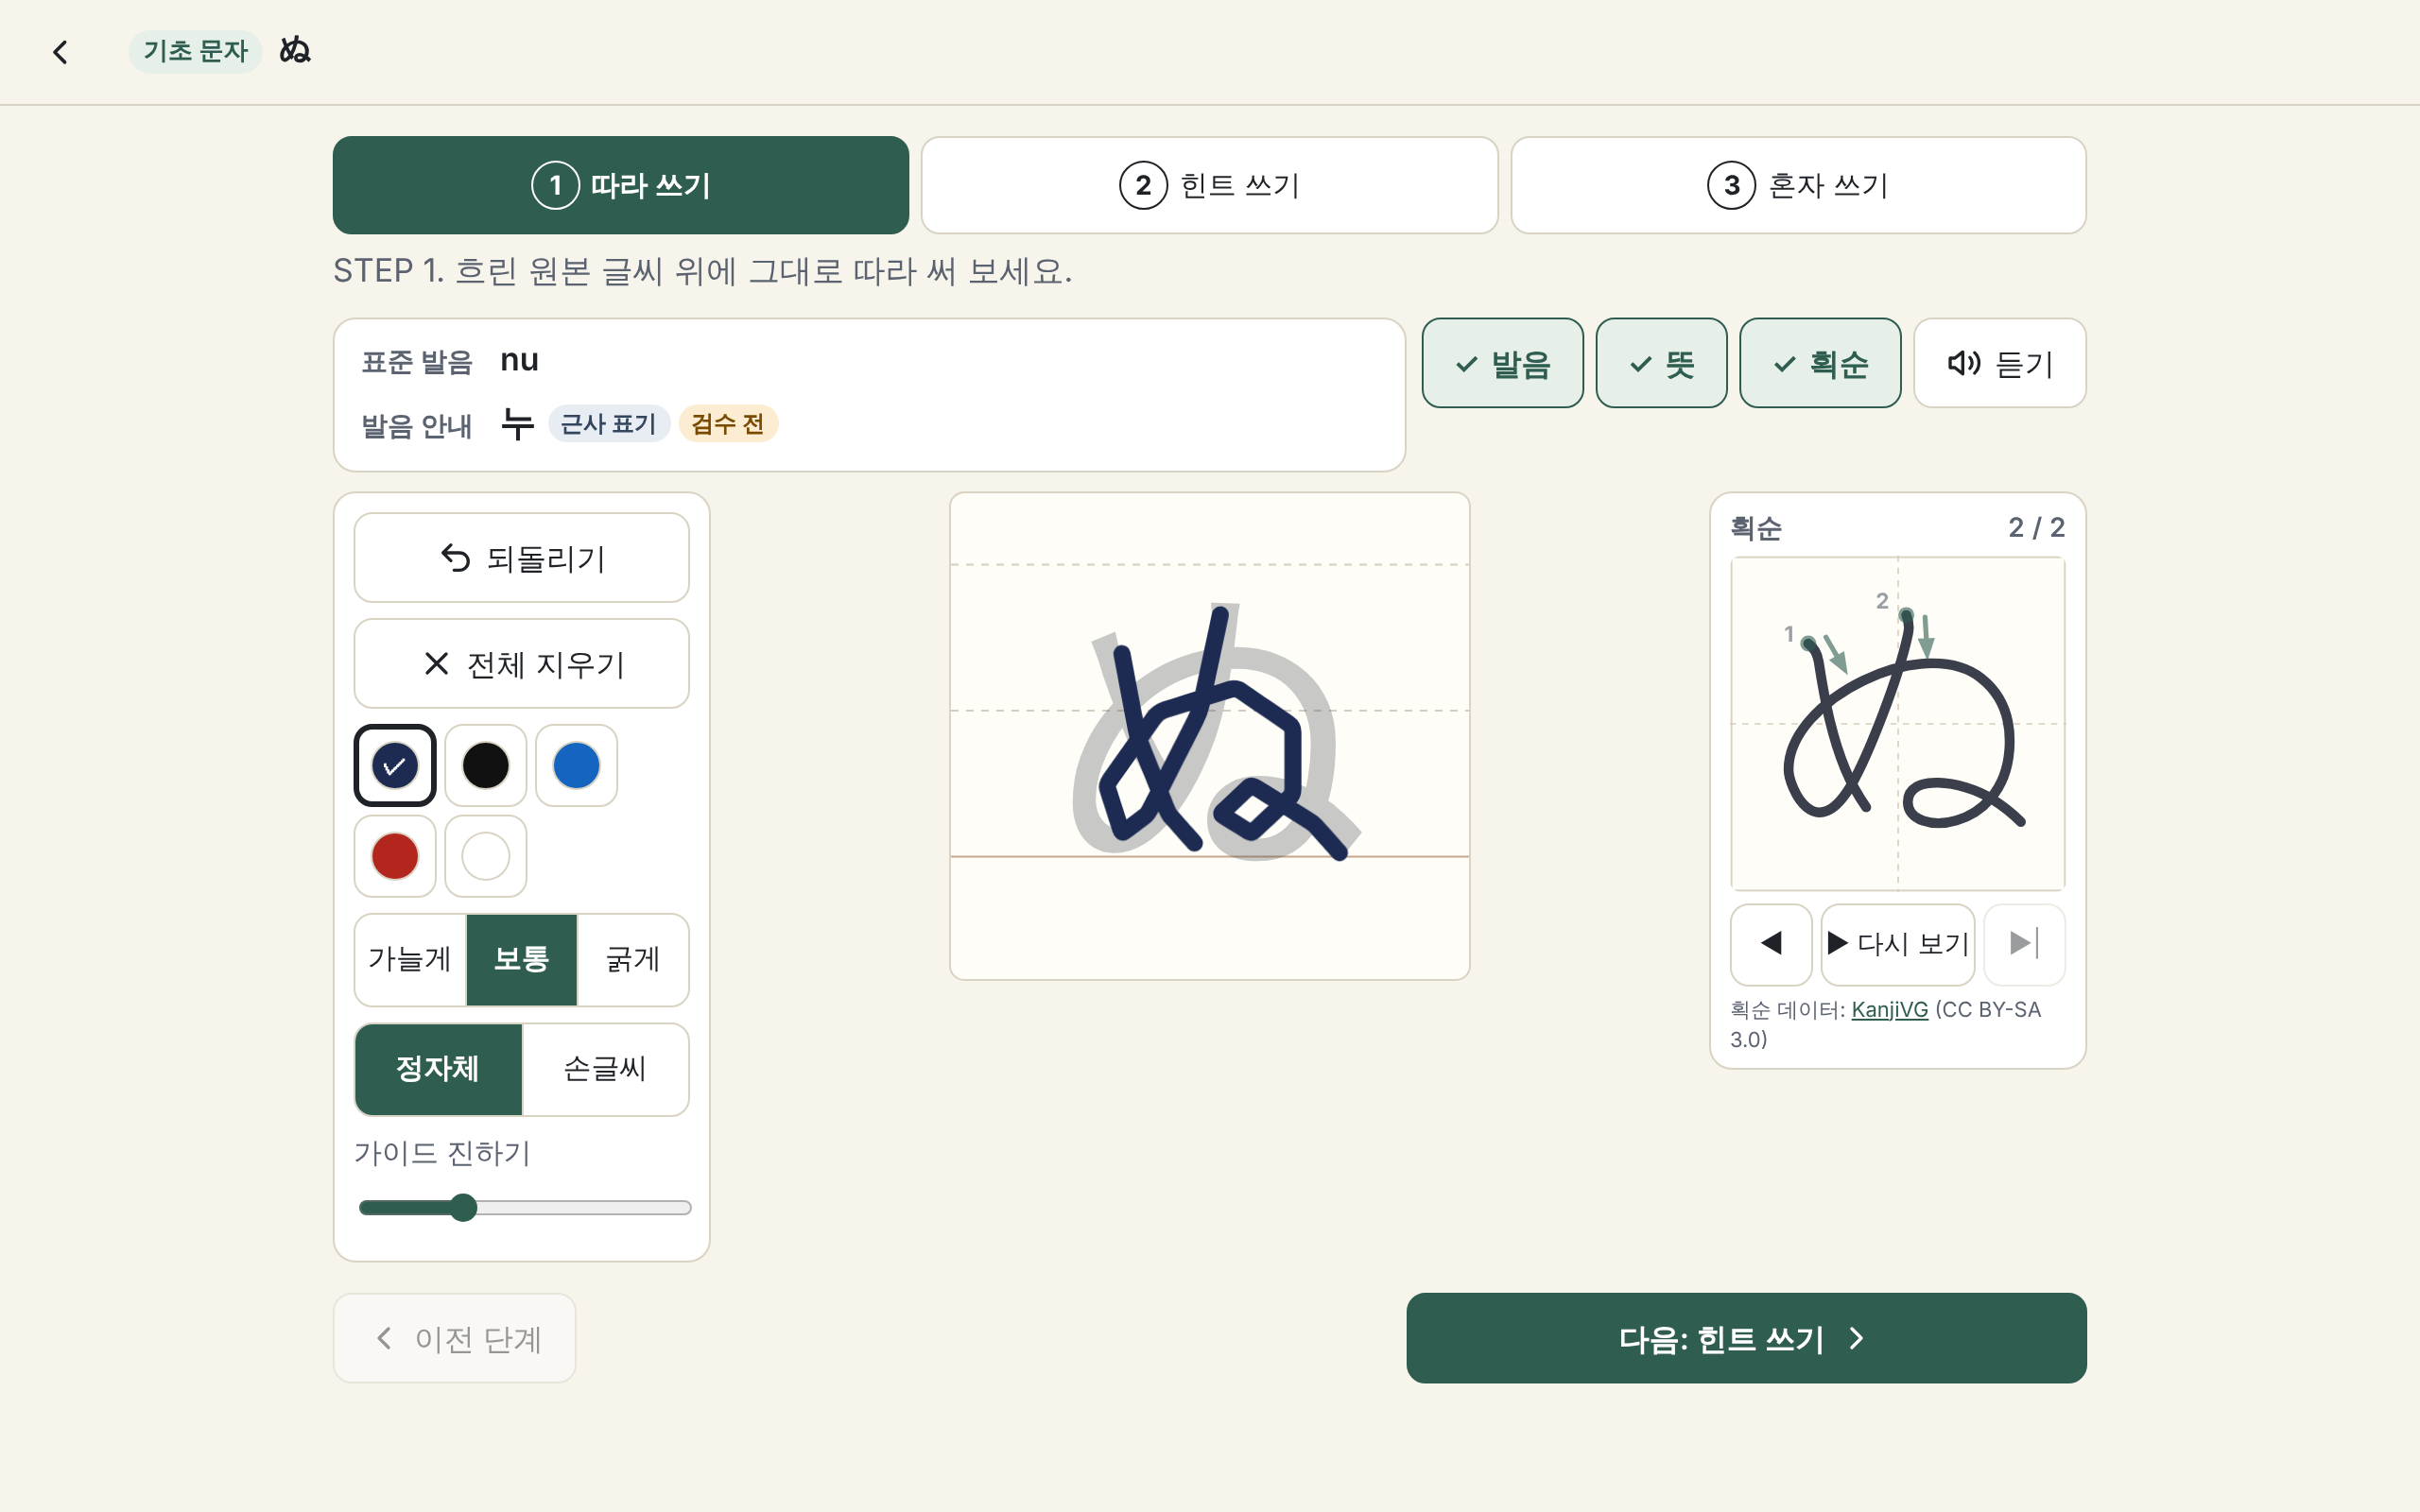 기초 문자 ぬ
1 따라 쓰기
2 힌트 쓰기
3 혼자 쓰기
STEP 1. 흐린 원본 글씨 위에 그대로 따라 써 보세요.
표준 발음 nu
발음 안내 누 근사 표기 검수 전
발음
뜻
획순
듣기
되돌리기
전체 지우기
가늘게 보통 굵게
정자체 손글씨
가이드 진하기
ぬ
획순 2 / 2
1 2
다시 보기
획순 데이터: KanjiVG (CC BY-SA
3.0)
이전 단계
다음: 힌트 쓰기